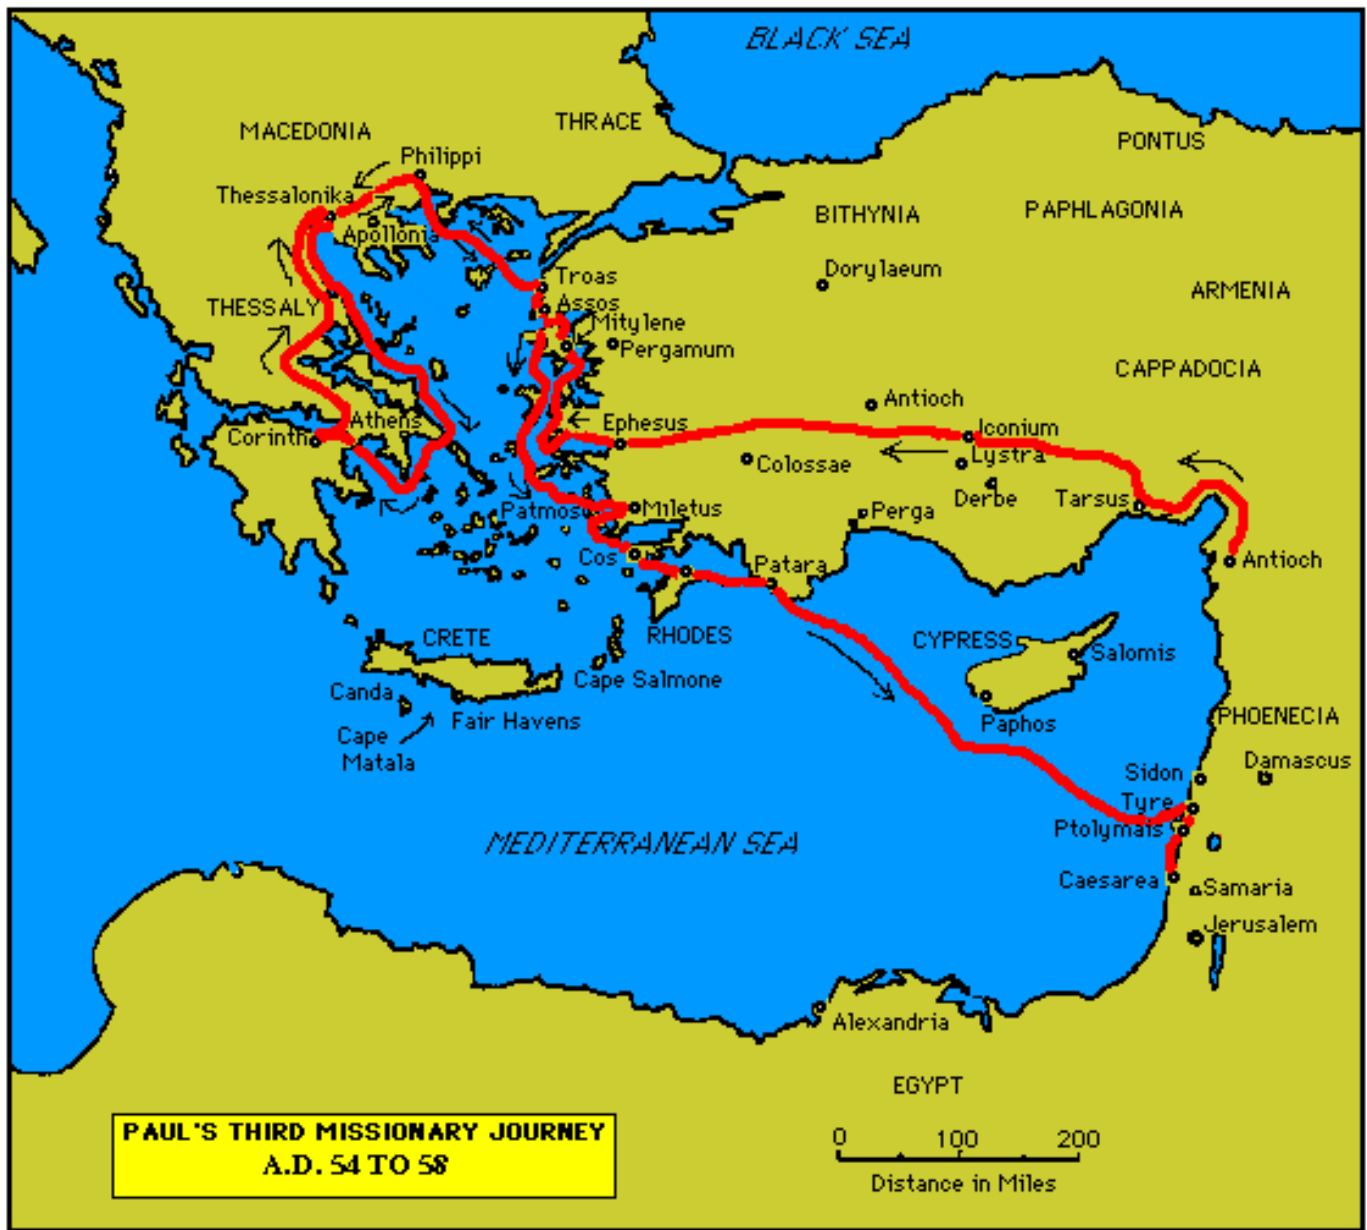 BLACK SEA
THRACE
MACEDONIA
PONTUS
Philippi
Thessalonika
BITHYNIA
PAPHLAGONIA
Apollonia
Dorylaeum
Troas
ARMENIA
Assos
THESSALY
Mitylene
Pergamum
CAPPADOCIA
Antioch
Athens
Ephesus
Iconium
Corinth
Lystra
Colossae
Derbe
Tarsus
Patmos
Miletus
Perga
Cos
Patara
Antioch
CRETE
RHODES
CYPRESS
Salomis
Cape Salmone
Canda
Fair Havens
Paphos
PHOENECIA
Cape
Matala
Damascus
Sidon
Tyre
Ptolymais
MEDITERRANEAN SEA
Caesarea
Samaria
Jerusalem
Alexandria
EGYPT
PAUL'S THIRD MISSIONARY JOURNEY
A.D. 54 TO 58
0 100 200
Distance in Miles